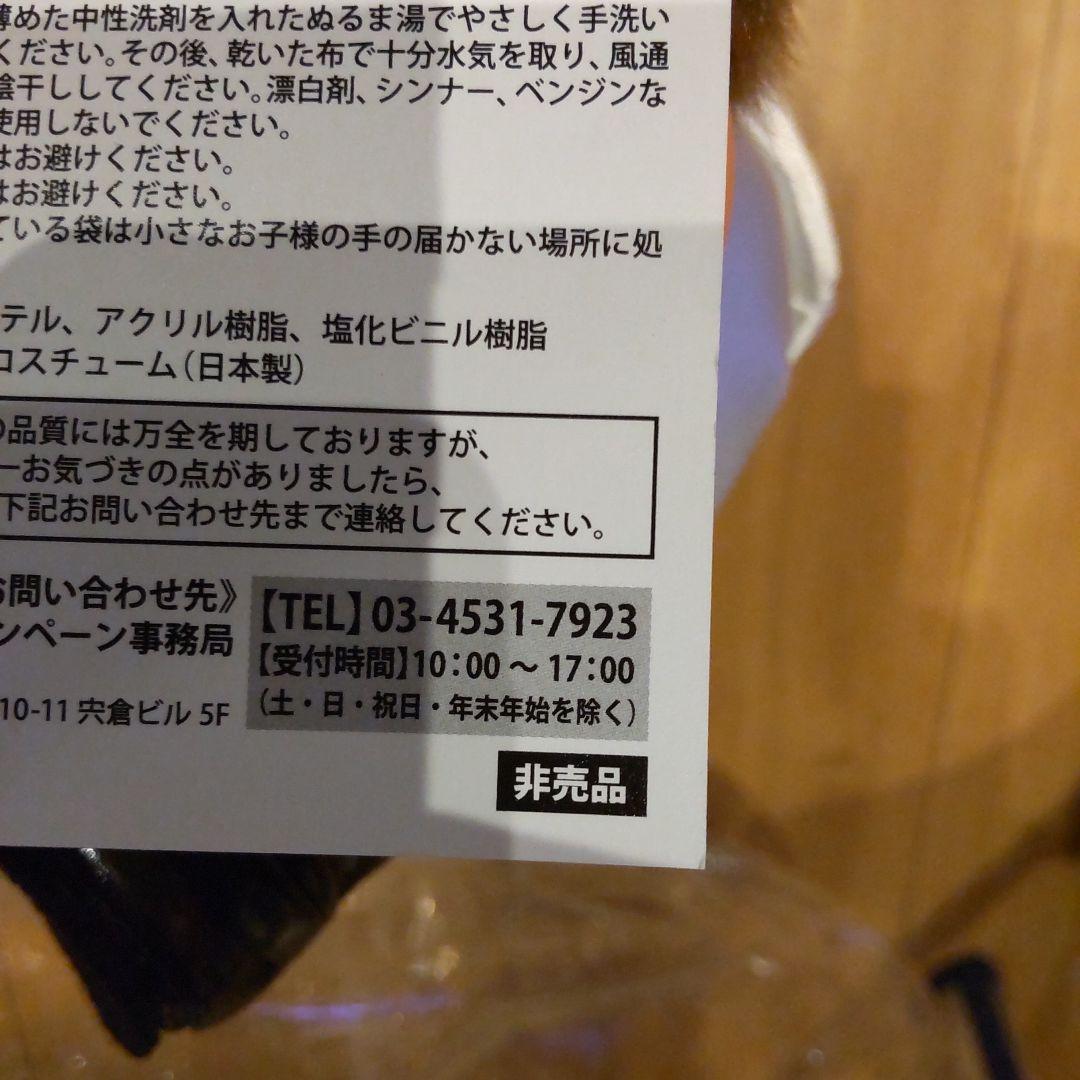 薄めた中性洗剤を入れたぬるま湯でやさしく手洗い
ください。その後、乾いた布で十分水気を取り、風通
陰干ししてください。漂白剤、シンナー、ベンジンな
使用しないでください。
はお避けください。
はお避けください。
ている袋は小さなお子様の手の届かない場所に処
テル、アクリル樹脂、塩化ビニル樹脂
コスチューム（日本製）
の品質には万全を期しておりますが、
一お気づきの点がありましたら、
下記お問い合わせ先まで連絡してください。
お問い合わせ先》
ンペーン事務局
10-11 宍倉ビル 5F
【TEL】03-4531-7923
【受付時間】10：00 ～ 17：00
（土・日・祝日・年末年始を除く）
非売品